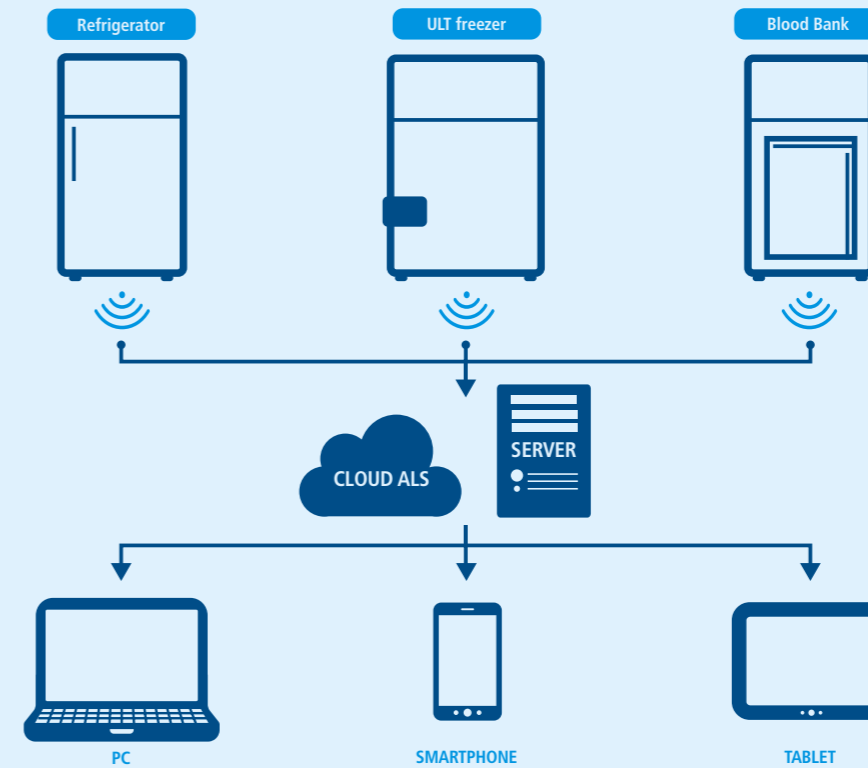 Refrigerator
ULT freezer
Blood Bank
CLOUD ALS
SERVER
PC
SMARTPHONE
TABLET